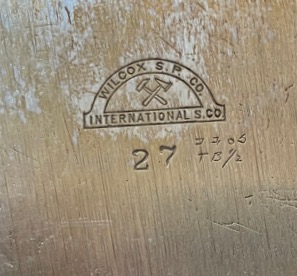 WILCOX S. P. CO.
INTERNATIONAL S. CO
27